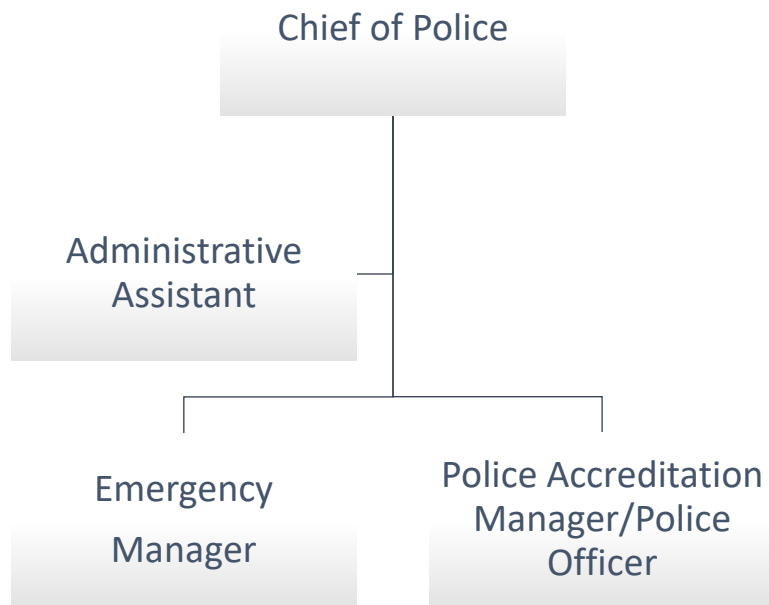 Chief of Police
Administrative
Assistant
Emergency
Manager
Police Accreditation
Manager/Police
Officer